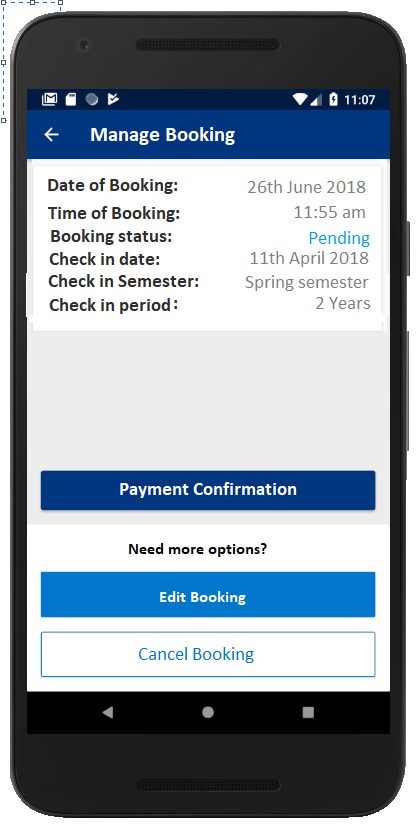 11:07
Manage Booking
Date of Booking: 26th June 2018
Time of Booking: 11:55 am
Booking status: Pending
Check in date: 11th April 2018
Check in Semester: Spring semester
Check in period: 2 Years
Payment Confirmation
Need more options?
Edit Booking
Cancel Booking